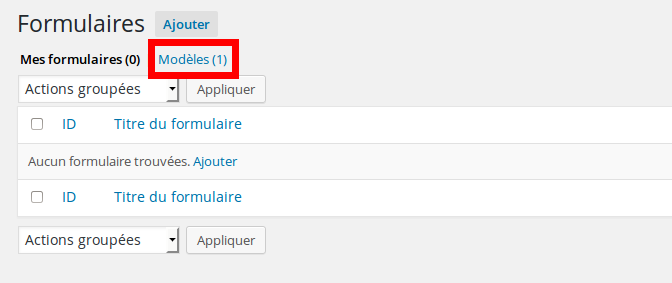 Formulaires Ajouter
Mes formulaires (0) Modèles (1)
Actions groupées Appliquer
ID Titre du formulaire
Aucun formulaire trouvées. Ajouter
ID Titre du formulaire
Actions groupées Appliquer